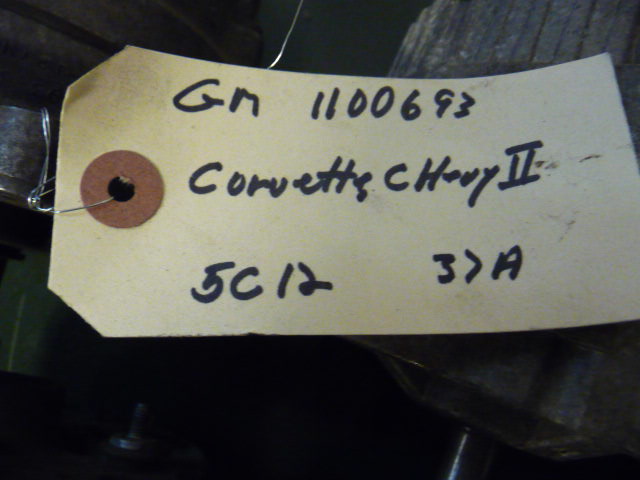 GM 1100693
Corvette, CHevy II
5C12 37A